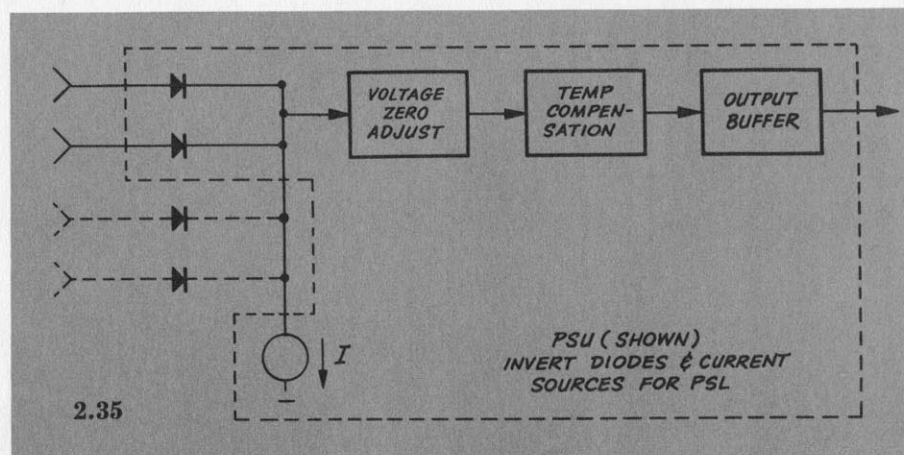 VOLTAGE
ZERO
ADJUST
TEMP
COMPEN-
SATION
OUTPUT
BUFFER
I
PSU (SHOWN)
INVERT DIODES & CURRENT
SOURCES FOR PSL
2.35